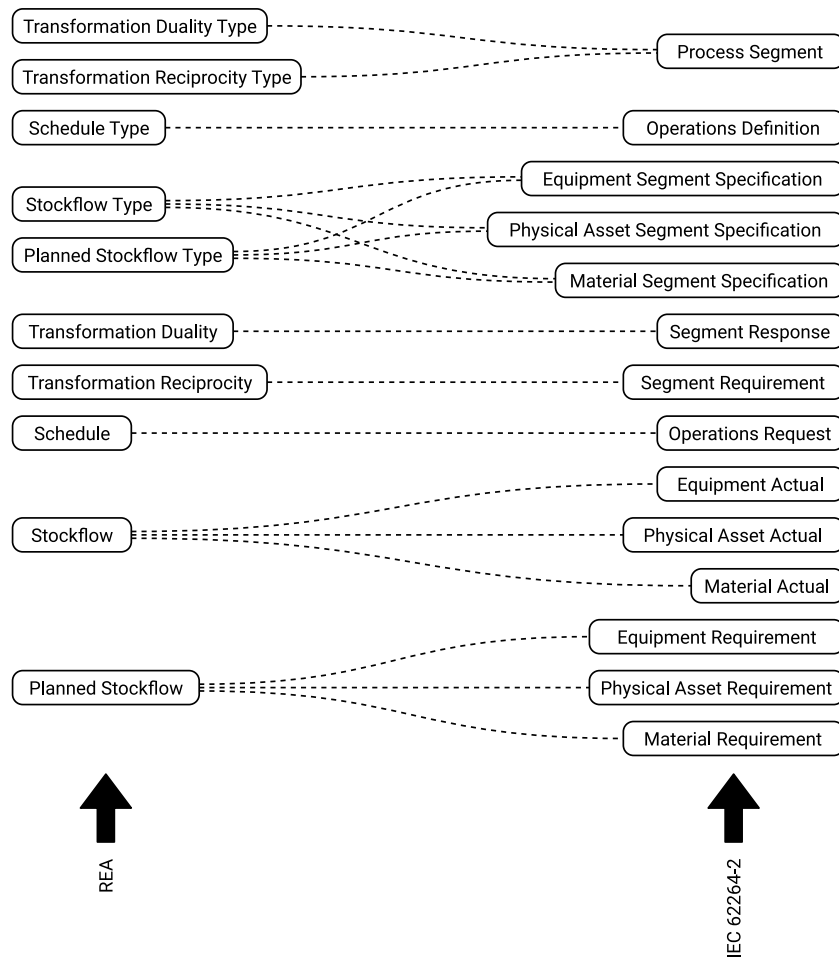 Transformation Duality Type
Process Segment
Transformation Reciprocity Type
Schedule Type
Operations Definition
Equipment Segment Specification
Stockflow Type
Physical Asset Segment Specification
Planned Stockflow Type
Material Segment Specification
Transformation Duality
Segment Response
Transformation Reciprocity
Segment Requirement
Schedule
Operations Request
Equipment Actual
Stockflow
Physical Asset Actual
Material Actual
Equipment Requirement
Planned Stockflow
Physical Asset Requirement
Material Requirement
REA
IEC 62264-2